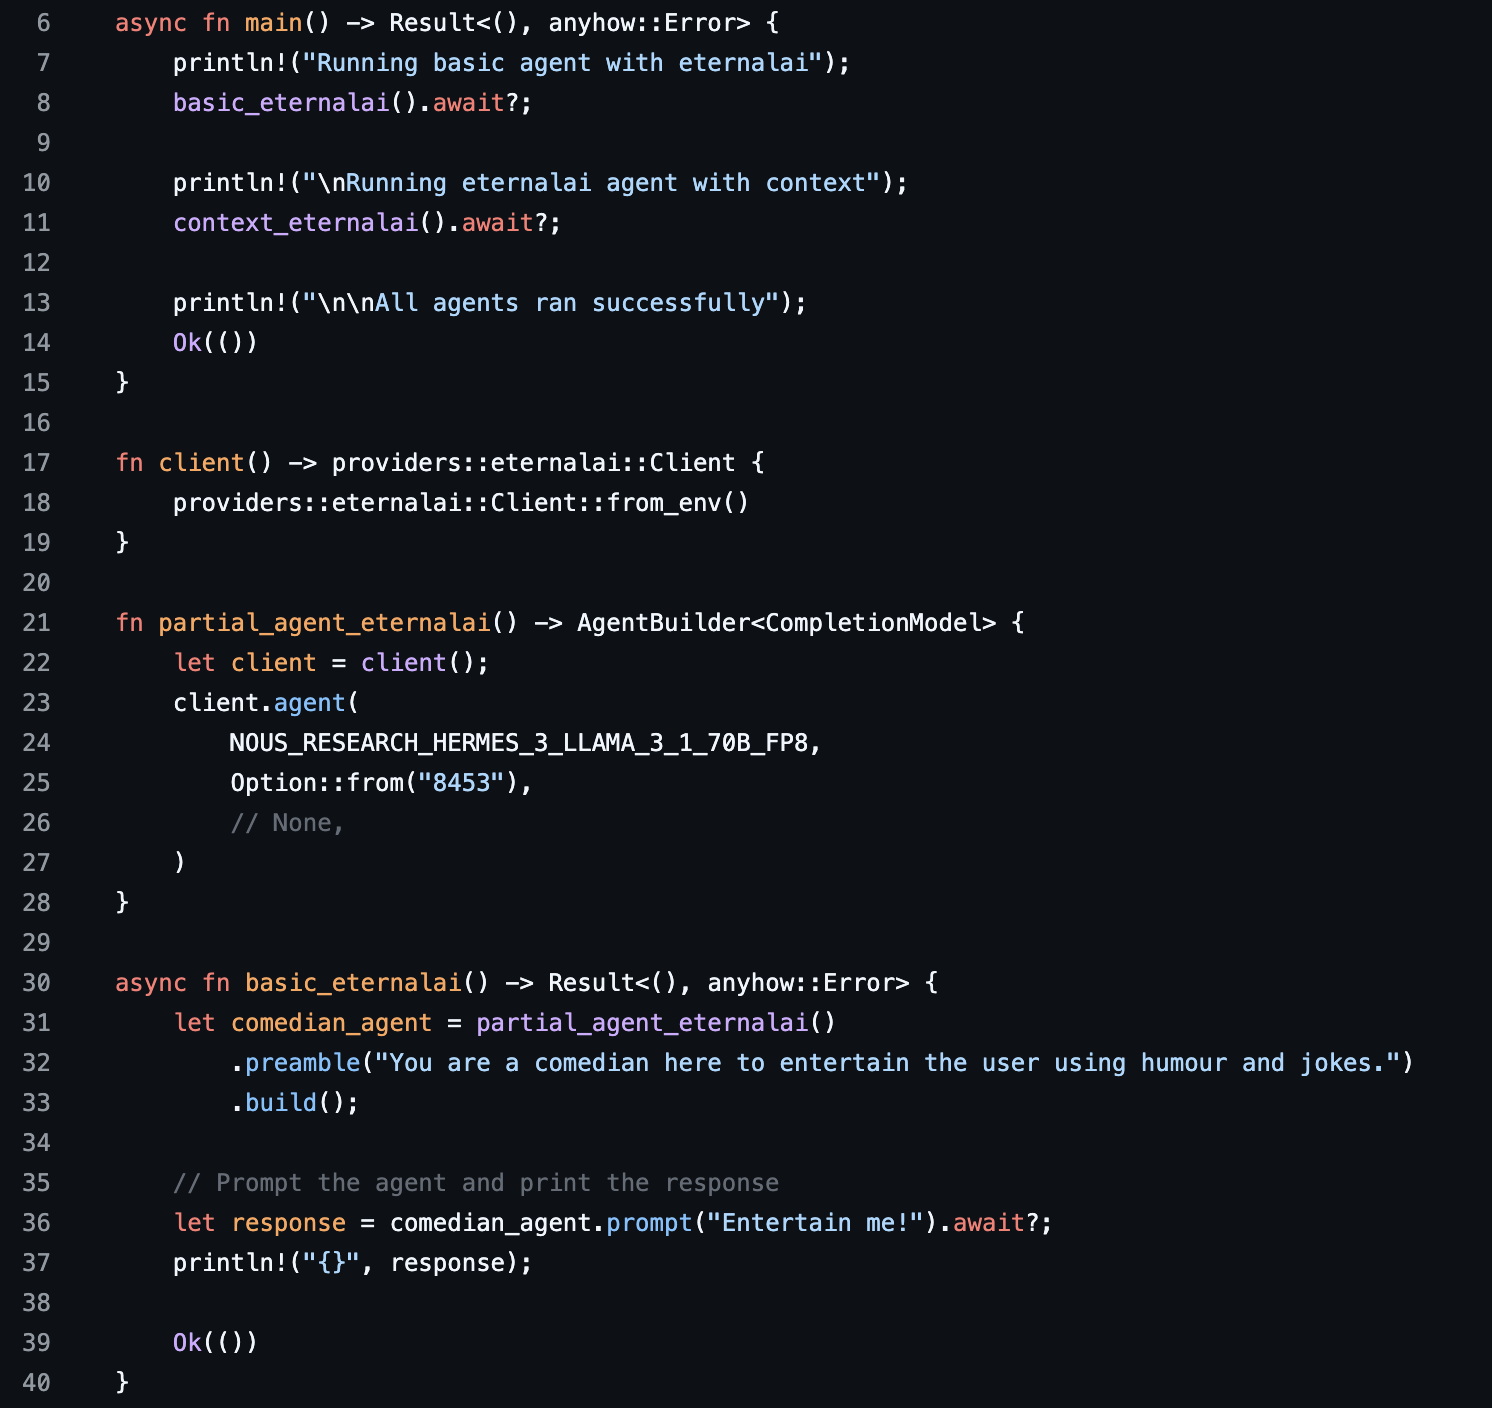 6 async fn main() -> Result<(), anyhow::Error> {
7 println!("Running basic agent with eternalai");
8 basic_eternalai().await?;
9
10 println!("\nRunning eternalai agent with context");
11 context_eternalai().await?;
12
13 println!("\n\nAll agents ran successfully");
14 Ok(())
15 }
16
17 fn client() -> providers::eternalai::Client {
18 providers::eternalai::Client::from_env()
19 }
20
21 fn partial_agent_eternalai() -> AgentBuilder<CompletionModel> {
22 let client = client();
23 client.agent(
24 NOUS_RESEARCH_HERMES_3_LLAMA_3_1_70B_FP8,
25 Option::from("8453"),
26 // None,
27 )
28 }
29
30 async fn basic_eternalai() -> Result<(), anyhow::Error> {
31 let comedian_agent = partial_agent_eternalai()
32 .preamble("You are a comedian here to entertain the user using humour and jokes.")
33 .build();
34
35 // Prompt the agent and print the response
36 let response = comedian_agent.prompt("Entertain me!").await?;
37 println!("{}", response);
38
39 Ok(())
40 }